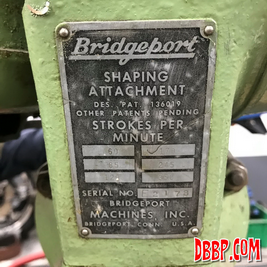 Bridgeport
SHAPING
ATTACHMENT
DES. PAT. 136019
OTHER PATENTS PENDING
STROKES PER
MINUTE
SERIAL NO.
BRIDGEPORT
MACHINES, INC.
BRIDGEPORT, CONN. U.S.A.
DBBP.COM